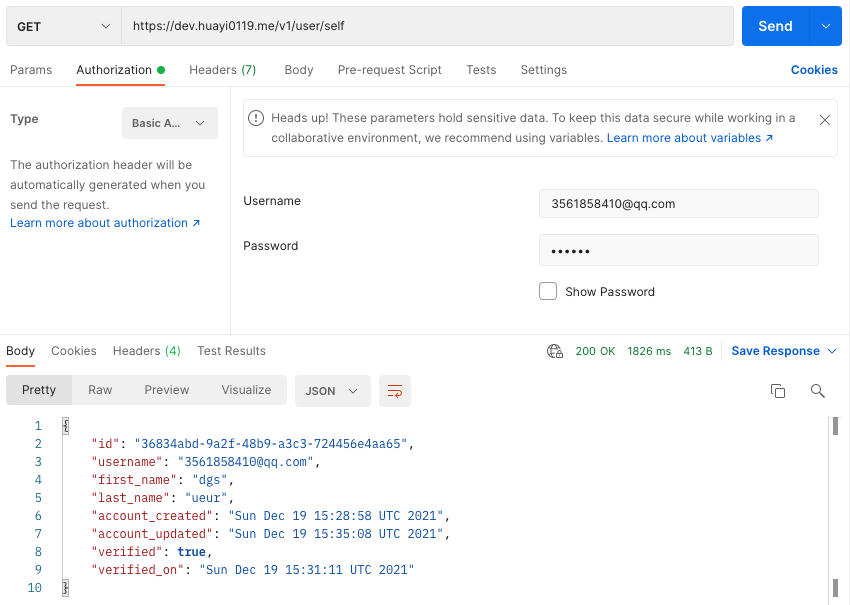 GET https://dev.huayi0119.me/v1/user/self Send
Params Authorization Headers (7) Body Pre-request Script Tests Settings Cookies
Type Basic A...
The authorization header will be
automatically generated when you
send the request.
Learn more about authorization ↗
Heads up! These parameters hold sensitive data. To keep this data secure while working in a
collaborative environment, we recommend using variables. Learn more about variables ↗
Username 3561858410@qq.com
Password ••••••
Show Password
Body Cookies Headers (4) Test Results 200 OK 1826 ms 413 B Save Response
Pretty Raw Preview Visualize JSON
1 {
2 "id": "36834abd-9a2f-48b9-a3c3-724456e4aa65",
3 "username": "3561858410@qq.com",
4 "first_name": "dgs",
5 "last_name": "ueur",
6 "account_created": "Sun Dec 19 15:28:58 UTC 2021",
7 "account_updated": "Sun Dec 19 15:35:08 UTC 2021",
8 "verified": true,
9 "verified_on": "Sun Dec 19 15:31:11 UTC 2021"
10 }